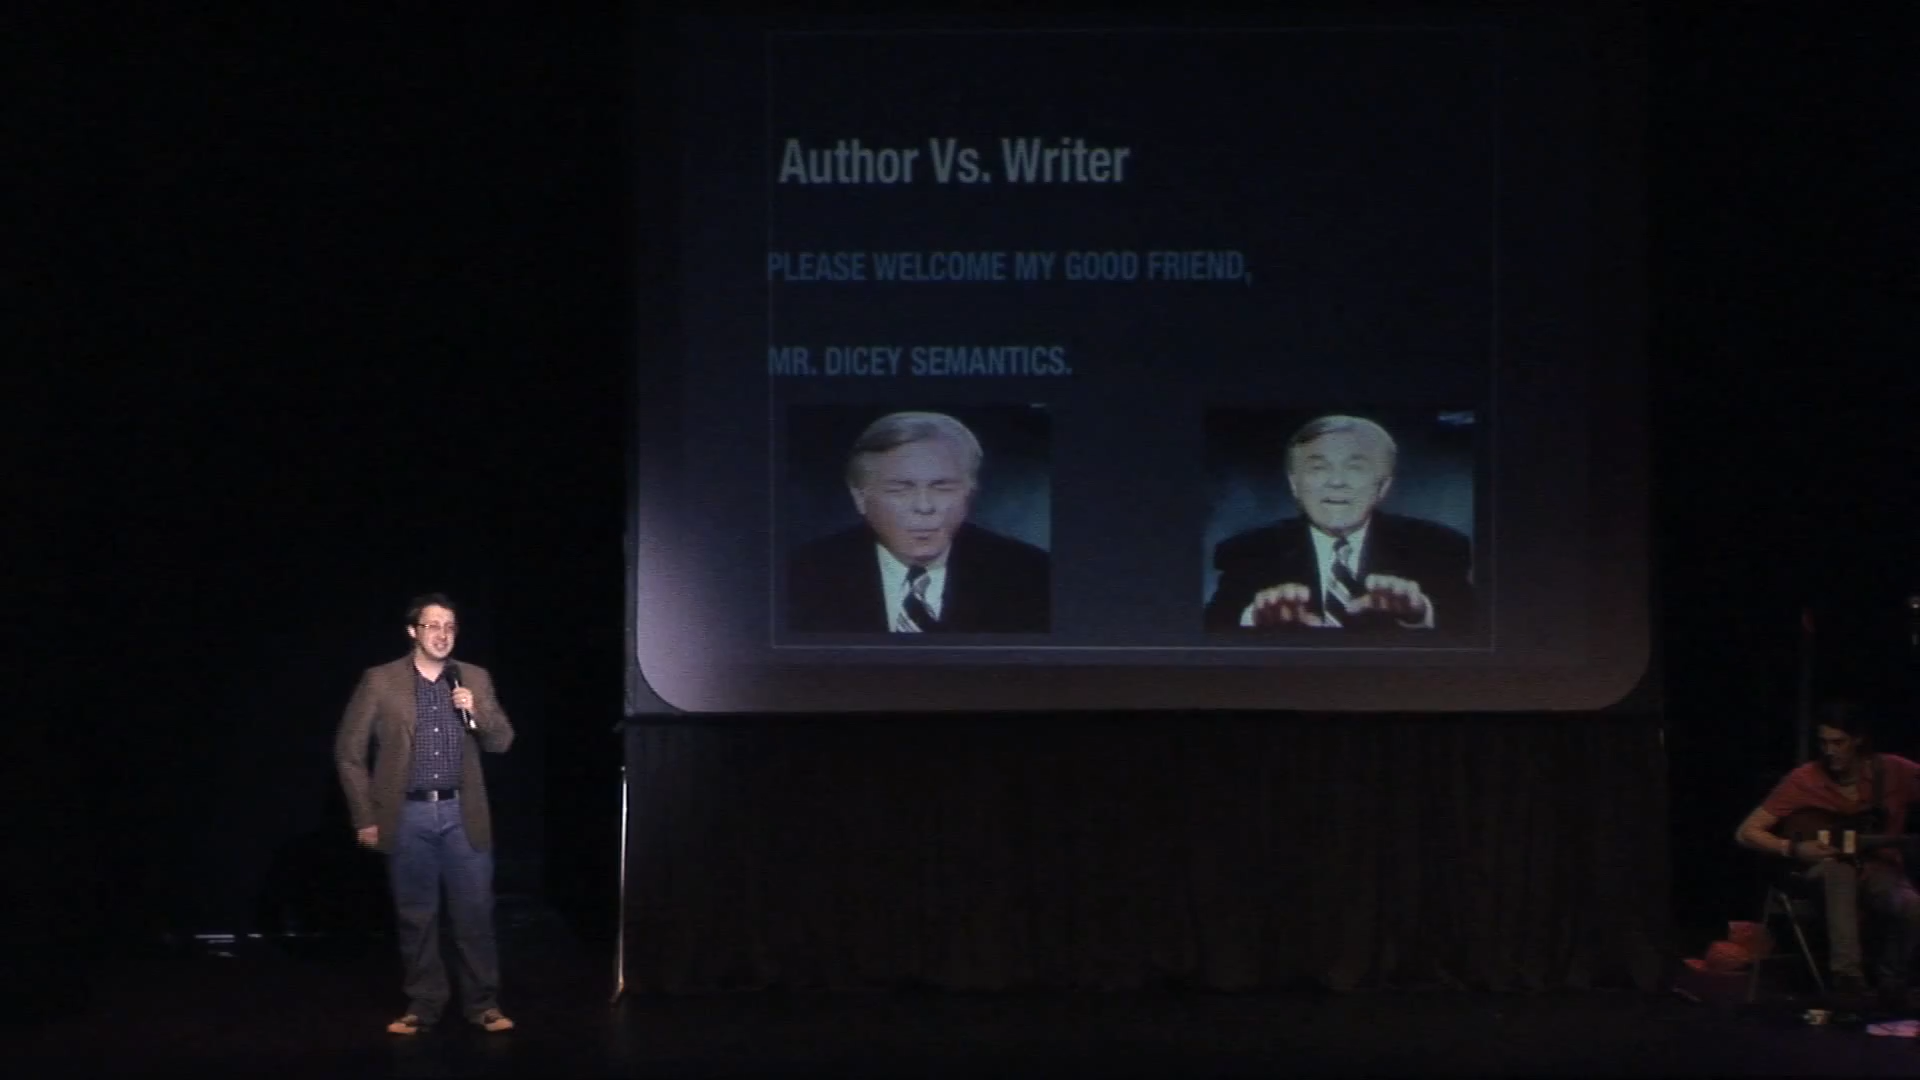 Author Vs. Writer
PLEASE WELCOME MY GOOD FRIEND,
MR. DICEY SEMANTICS.